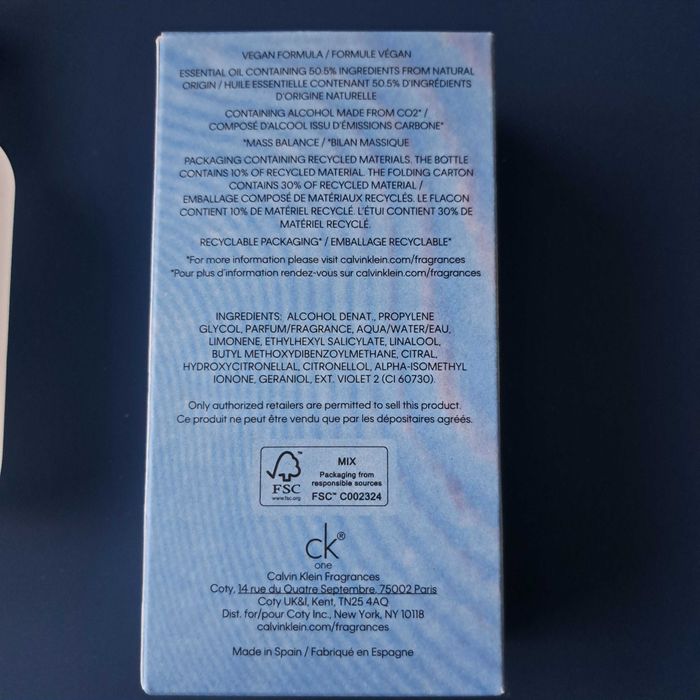 VEGAN FORMULA / FORMULE VÉGAN
ESSENTIAL OIL CONTAINING 50.5% INGREDIENTS FROM NATURAL
ORIGIN / HUILE ESSENTIELLE CONTENANT 50.5% D'INGRÉDIENTS
D'ORIGINE NATURELLE
CONTAINING ALCOHOL MADE FROM CO2* /
COMPOSÉ D'ALCOOL ISSU D'ÉMISSIONS CARBONE*
*MASS BALANCE / *BILAN MASSIQUE
PACKAGING CONTAINING RECYCLED MATERIALS. THE BOTTLE
CONTAINS 10% OF RECYCLED MATERIAL. THE FOLDING CARTON
CONTAINS 30% OF RECYCLED MATERIAL /
EMBALLAGE COMPOSÉ DE MATÉRIAUX RECYCLÉS. LE FLACON
CONTIENT 10% DE MATÉRIEL RECYCLÉ. L'ÉTUI CONTIENT 30% DE
MATÉRIEL RECYCLÉ.
RECYCLABLE PACKAGING* / EMBALLAGE RECYCLABLE*
*For more information please visit calvinklein.com/fragrances
*Pour plus d'information rendez-vous sur calvinklein.com/fragrances
INGREDIENTS: ALCOHOL DENAT., PROPYLENE
GLYCOL, PARFUM/FRAGRANCE, AQUA/WATER/EAU,
LIMONENE, ETHYLHEXYL SALICYLATE, LINALOOL,
BUTYL METHOXYDIBENZOYLMETHANE, CITRAL,
HYDROXYCITRONELLAL, CITRONELLOL, ALPHA-ISOMETHYL
IONONE, GERANIOL, EXT. VIOLET 2 (CI 60730).
Only authorized retailers are permitted to sell this product.
Ce produit ne peut être vendu que par les dépositaires agréés.
FSC
www.fsc.org
MIX
Packaging from
responsible sources
FSC™ C002324
ck®
one
Calvin Klein Fragrances
Coty, 14 rue du Quatre Septembre, 75002 Paris
Coty UK&I, Kent, TN25 4AQ
Dist. for/pour Coty Inc., New York, NY 10118
calvinklein.com/fragrances
Made in Spain / Fabriqué en Espagne